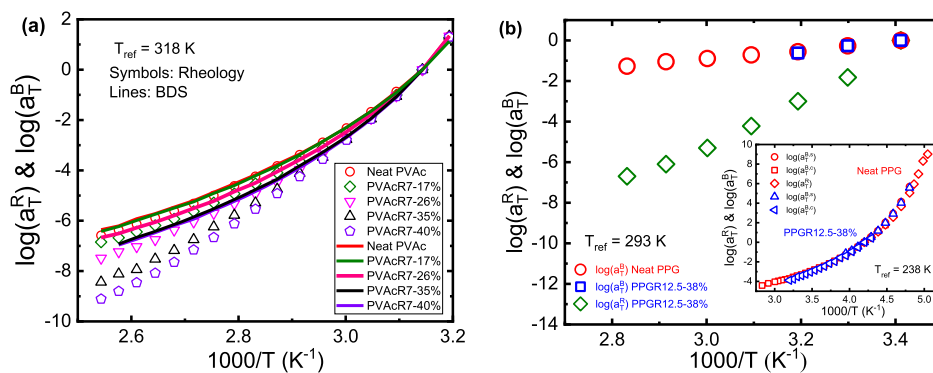 (a)
T_ref = 318 K
Symbols: Rheology
Lines: BDS
log(a_T^R) & log(a_T^B)
2
0
-2
-4
-6
-8
-10
2.6
2.8
3.0
3.2
1000/T (K⁻¹)
Neat PVAc
PVAcR7-17%
PVAcR7-26%
PVAcR7-35%
PVAcR7-40%
Neat PVAc
PVAcR7-17%
PVAcR7-26%
PVAcR7-35%
PVAcR7-40%
(b)
log(a_T^R) & log(a_T^B)
0
-2
-4
-6
-8
-10
-12
-14
2.8
3.0
3.2
3.4
1000/T (K⁻¹)
T_ref = 293 K
log(a_T^B) Neat PPG
log(a_T^B) PPGR12.5-38%
log(a_T^R) PPGR12.5-38%
log(a_T^R) & log(a_T^B)
10
8
6
4
2
0
-2
-4
3.0
3.5
4.0
4.5
5.0
1000/T (K⁻¹)
Neat PPG
PPGR12.5-38%
T_ref = 238 K